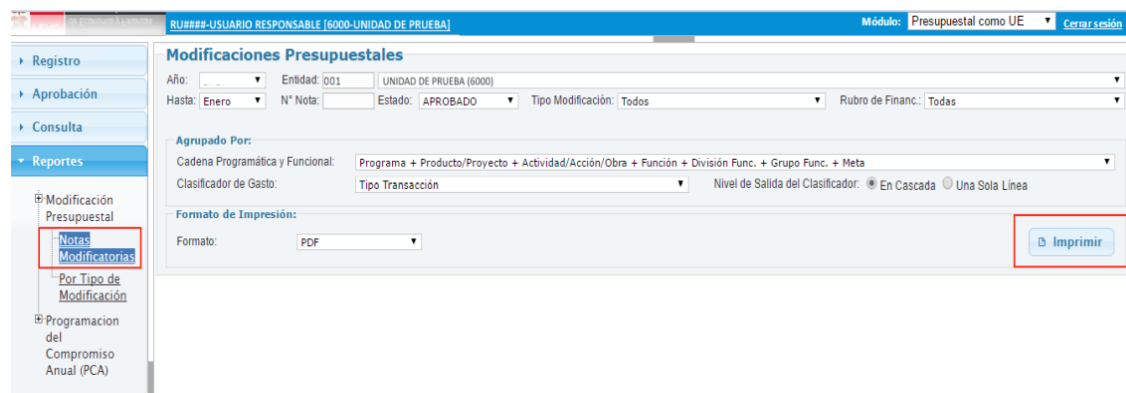 RU####-USUARIO RESPONSABLE [6000-UNIDAD DE PRUEBA]
Módulo: Presupuestal como UE Cerrar sesión
Registro
Aprobación
Consulta
Reportes
Modificación
Presupuestal
Notas
Modificatorias
Por Tipo de
Modificación
Programacion
del
Compromiso
Anual (PCA)
Modificaciones Presupuestales
Año: Entidad: 001 UNIDAD DE PRUEBA (6000)
Hasta: Enero N° Nota: Estado: APROBADO Tipo Modificación: Todos Rubro de Financ.: Todas
Agrupado Por:
Cadena Programática y Funcional: Programa + Producto/Proyecto + Actividad/Acción/Obra + Función + División Func. + Grupo Func. + Meta
Clasificador de Gasto: Tipo Transacción Nivel de Salida del Clasificador: En Cascada Una Sola Línea
Formato de Impresión:
Formato: PDF
Imprimir